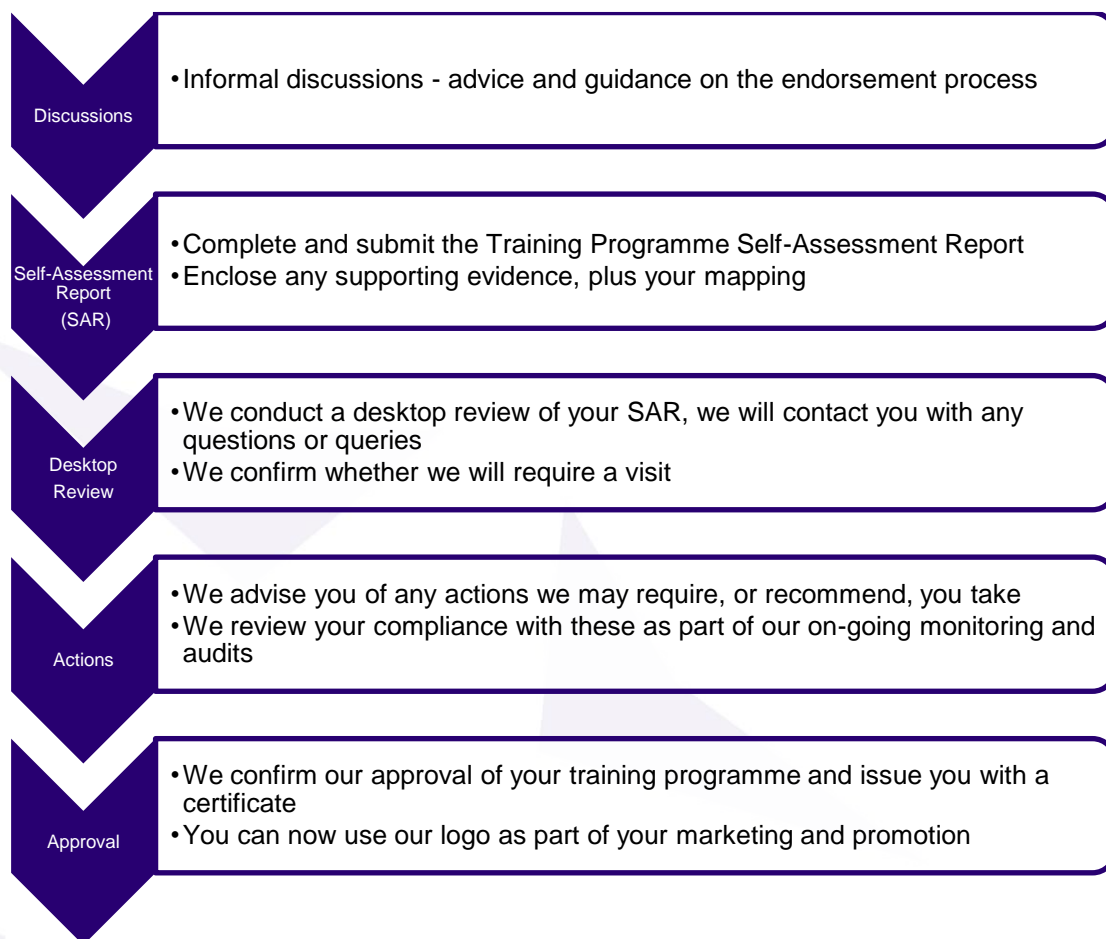 Discussions
•Informal discussions - advice and guidance on the endorsement process
Self-Assessment
Report
(SAR)
•Complete and submit the Training Programme Self-Assessment Report
•Enclose any supporting evidence, plus your mapping
Desktop
Review
•We conduct a desktop review of your SAR, we will contact you with any
questions or queries
•We confirm whether we will require a visit
Actions
•We advise you of any actions we may require, or recommend, you take
•We review your compliance with these as part of our on-going monitoring and
audits
Approval
•We confirm our approval of your training programme and issue you with a
certificate
•You can now use our logo as part of your marketing and promotion